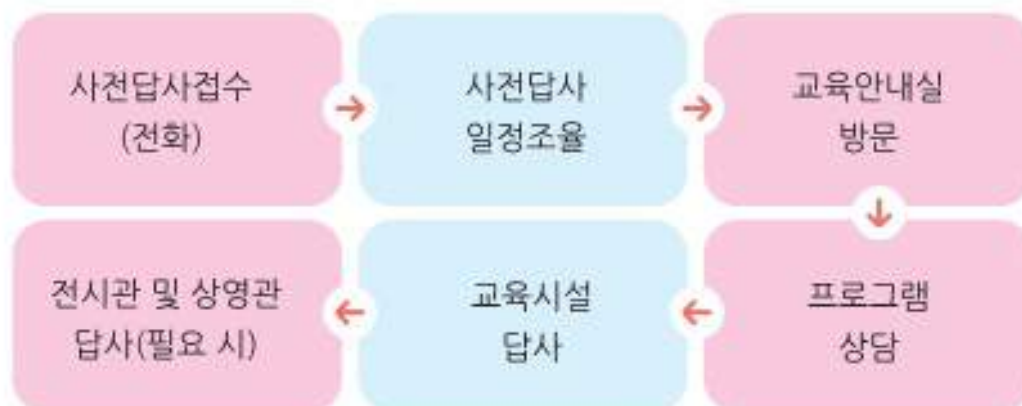 사전답사접수
(전화)
사전답사
일정조율
교육안내실
방문
프로그램
상담
교육시설
답사
전시관 및 상영관
답사(필요 시)